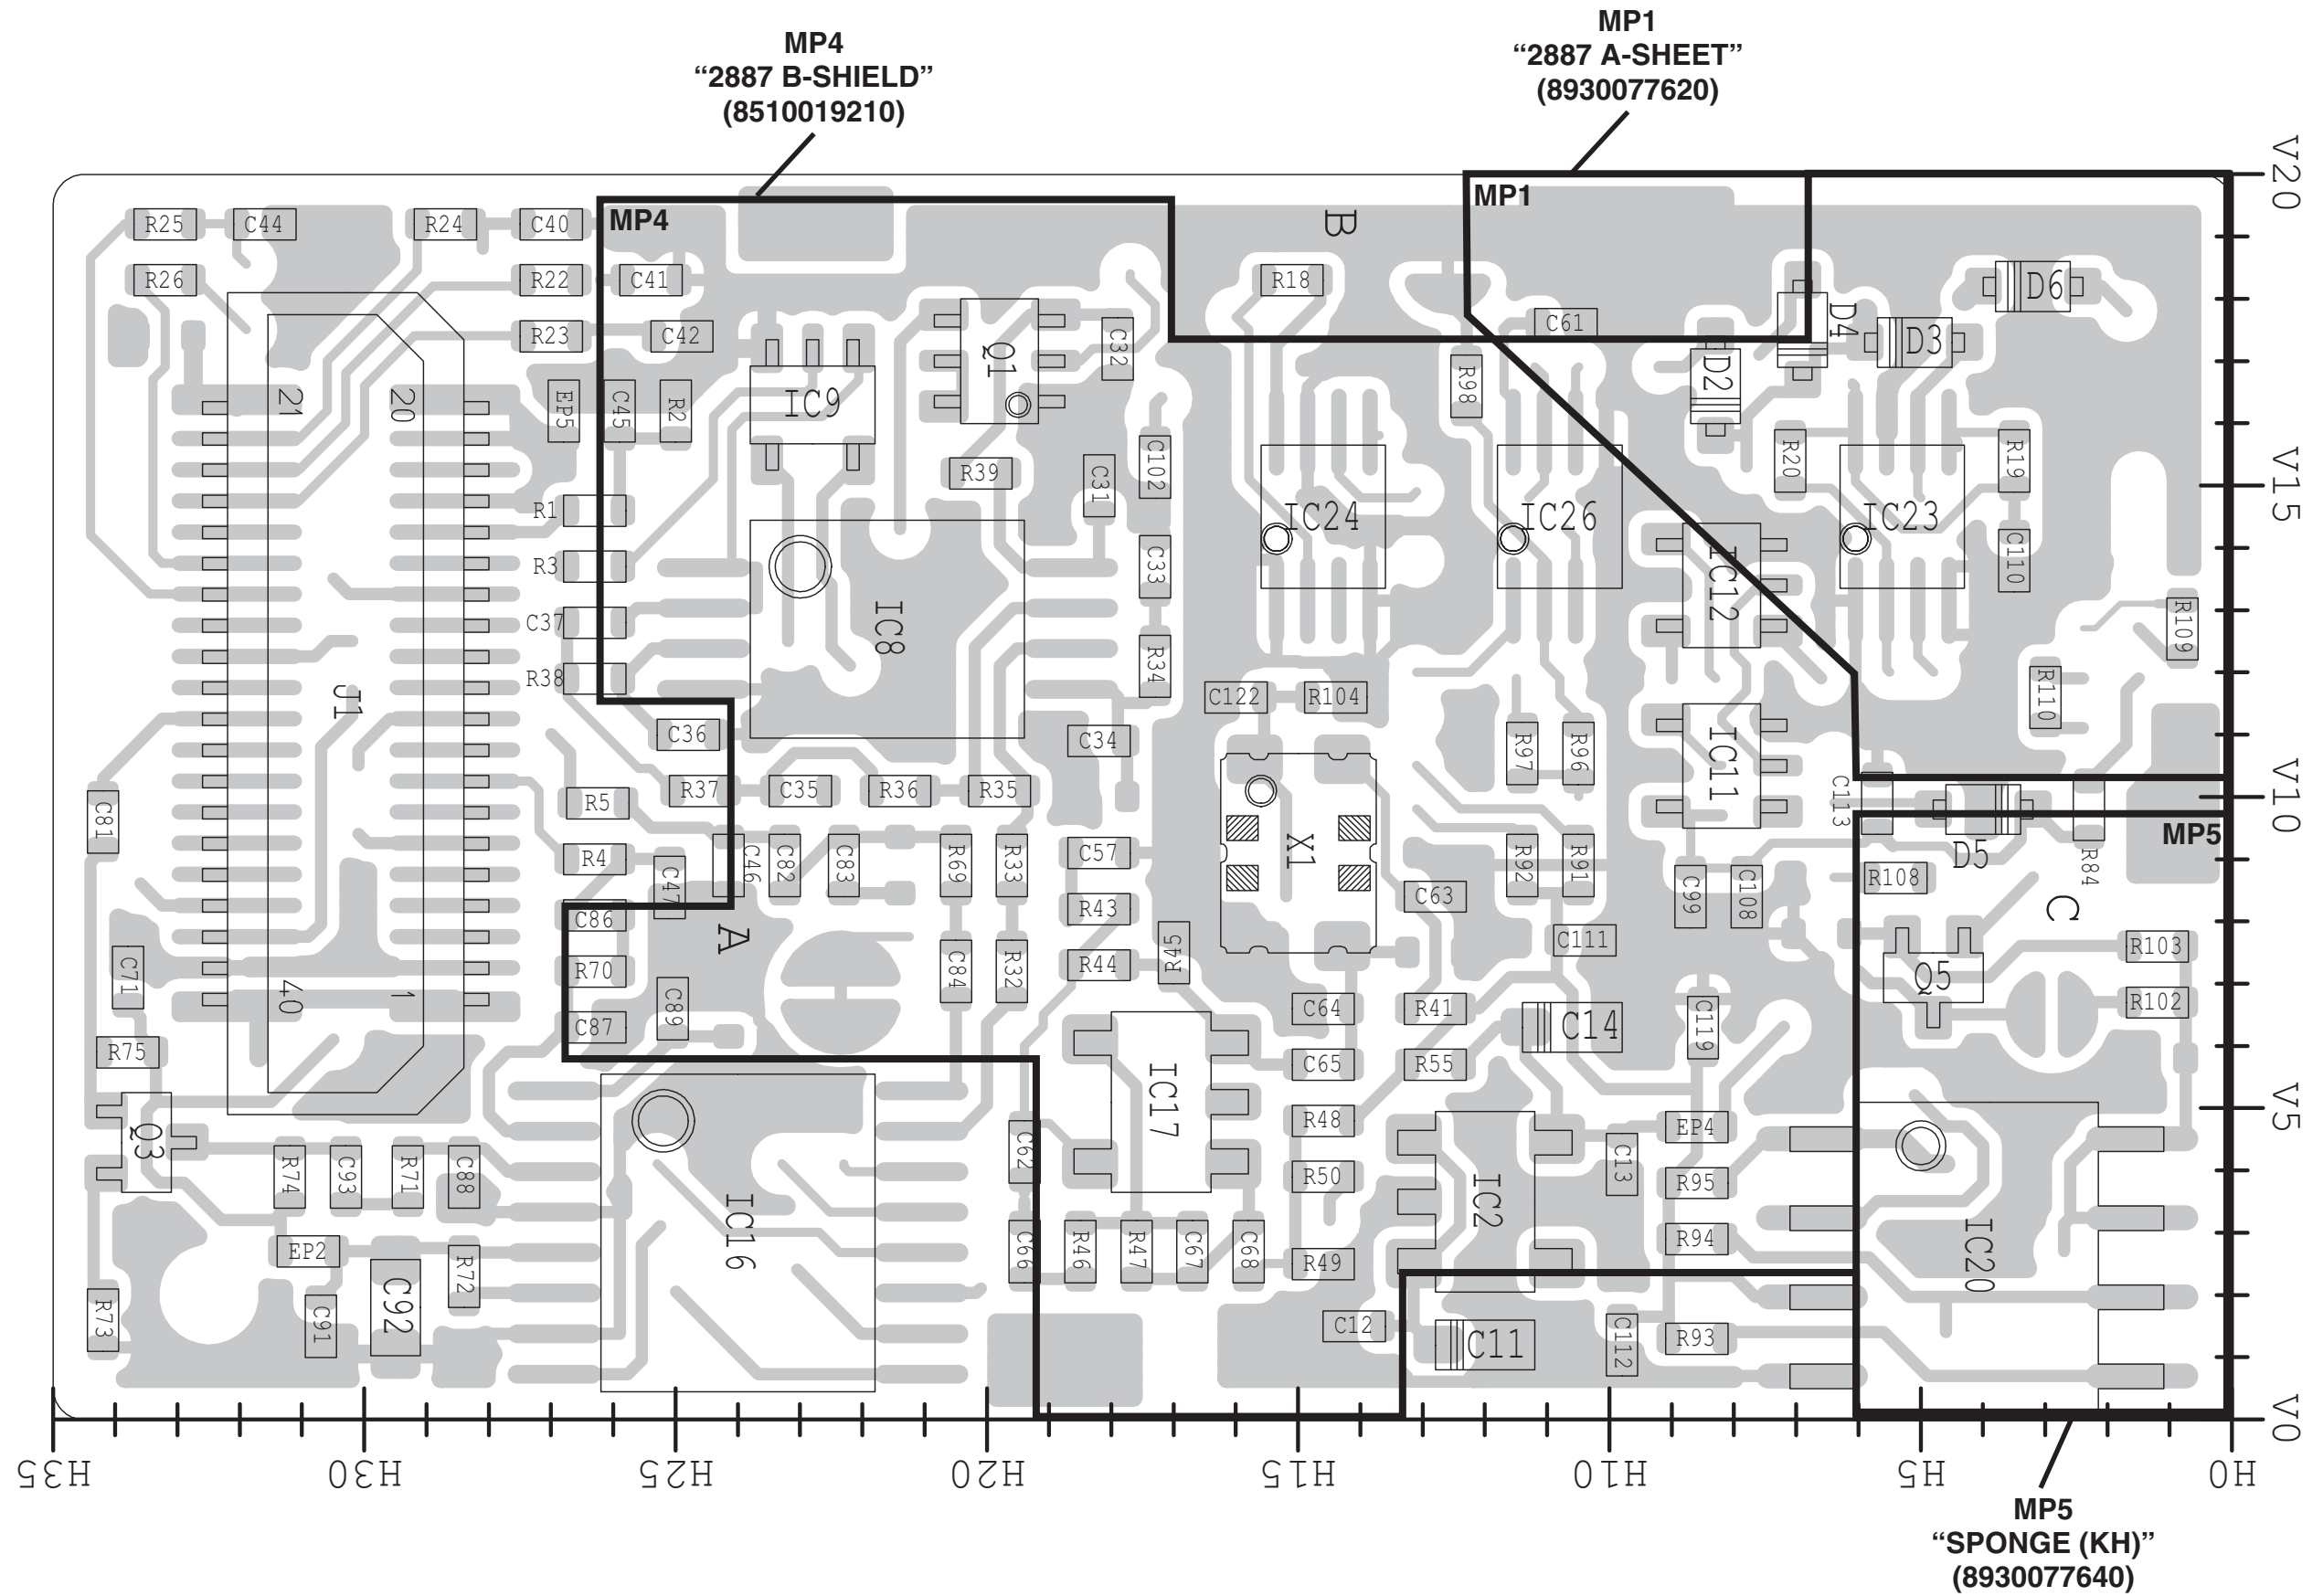 MP4
“2887 B-SHIELD”
(8510019210)
MP1
“2887 A-SHEET”
(8930077620)
V20
MP4
MP1
B
R25
C44
R24
C40
R26
R22
C41
R18
D6
R23
C42
Q1
C32
C61
D4
D3
D2
R98
21
20
EP5
C45
R2
IC9
R39
C31
C102
R20
R19
V15
R1
IC24
IC26
IC23
R3
C33
IC12
C110
C37
IC8
R109
R38
R34
J1
C122
R104
R110
C36
C34
R97
R96
IC11
R37
C35
R36
R35
R5
C81
C113
V10
MP5
X1
D5
R84
R4
C47
C46
C82
C83
R69
R33
C57
R92
R91
C99
C108
R108
C63
C86
R43
A
C
C111
R103
C71
R70
C84
R32
R44
R45
Q5
40
1
C89
C64
R41
R102
C87
C14
C119
R75
C65
R55
V5
Q3
IC17
R48
EP4
C62
R74
C93
R71
C88
R50
IC2
C13
R95
IC16
R94
IC20
EP2
C66
R46
R47
C67
C68
R49
R72
C92
R73
C91
C12
C11
C112
R93
V0
H35
H30
H25
H20
H15
H10
H5
H0
MP5
“SPONGE (KH)”
(8930077640)